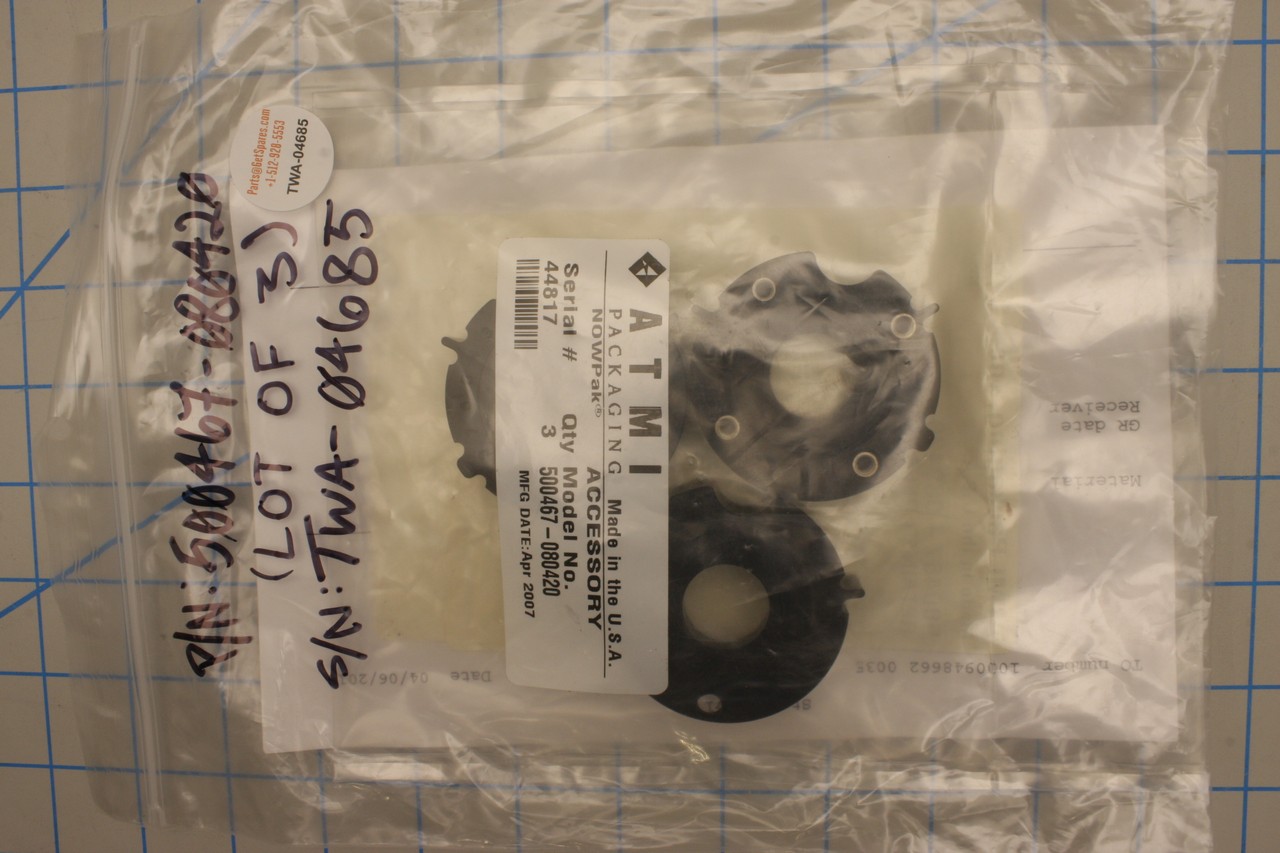 P/N: 500467-080420
(LOT OF 3)
S/N: TWA-04685
Parts@GetSpares.com
+1-512-928-5553
TWA-04685
ATMI
PACKAGING Made in the U.S.A.
NOWPak® ACCESSORY
Serial # Qty Model No.
44817 3 500467-080420
MFG DATE: Apr 2007
GR date
Receiver
Material
TO number 1000948662 0035
Date 04/06/20